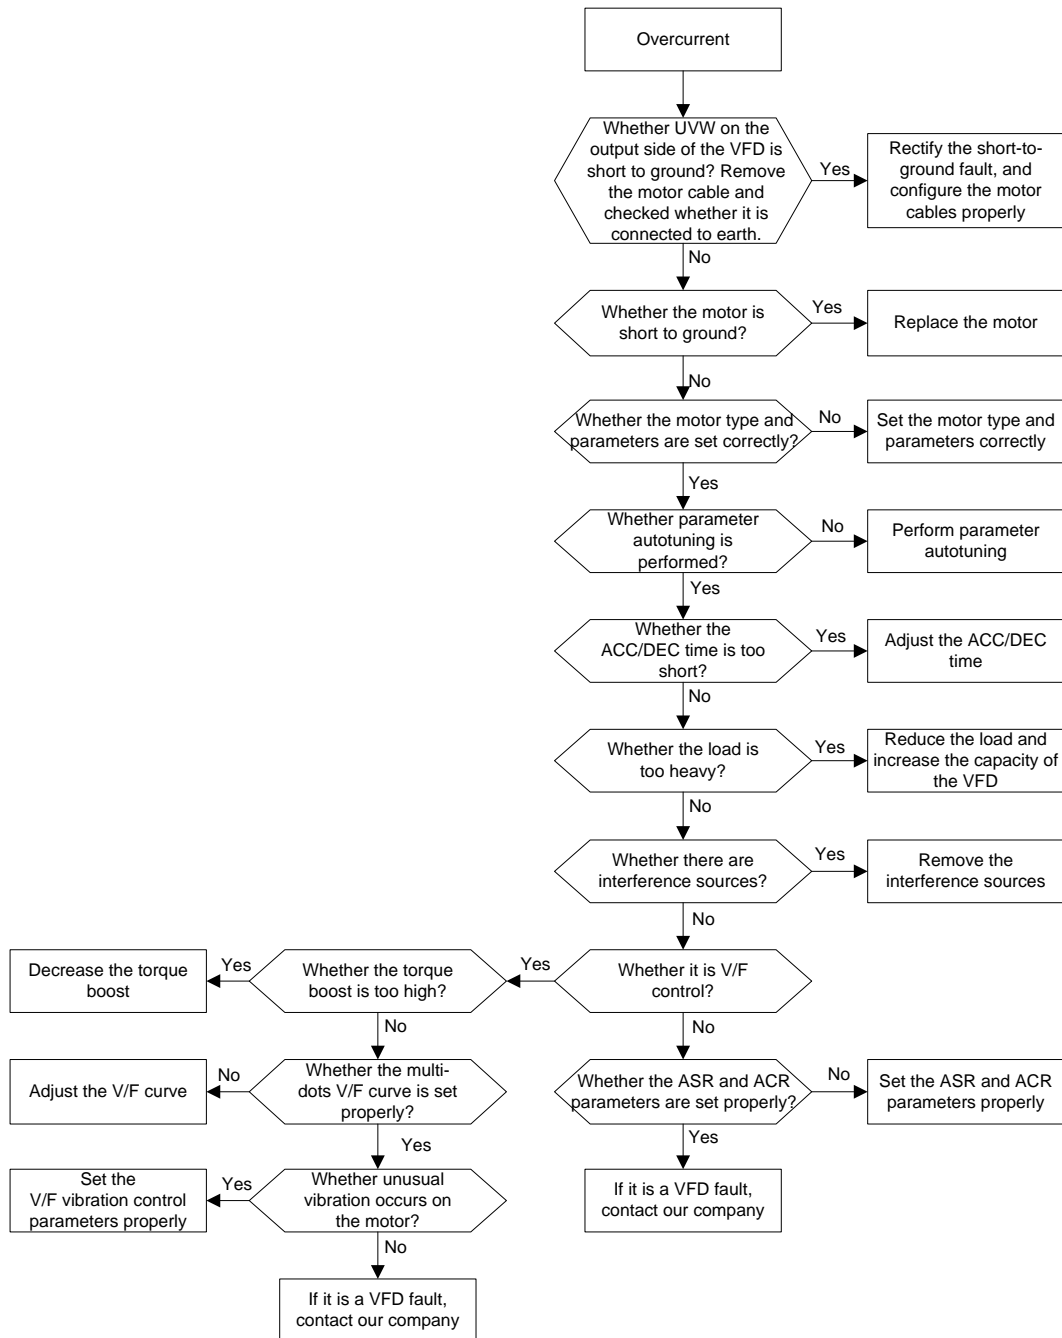 Overcurrent
Whether UVW on the
output side of the VFD is
short to ground? Remove
the motor cable and
checked whether it is
connected to earth.
Yes
Rectify the short-to-
ground fault, and
configure the motor
cables properly
No
Whether the motor is
short to ground?
Yes
Replace the motor
No
Whether the motor type and
parameters are set correctly?
No
Set the motor type and
parameters correctly
Yes
Whether parameter
autotuning is
performed?
No
Perform parameter
autotuning
Yes
Whether the
ACC/DEC time is too
short?
Yes
Adjust the ACC/DEC
time
No
Whether the load is
too heavy?
Yes
Reduce the load and
increase the capacity of
the VFD
No
Whether there are
interference sources?
Yes
Remove the
interference sources
No
Whether it is V/F
control?
Yes
Whether the torque
boost is too high?
Yes
Decrease the torque
boost
No
Whether the multi-
dots V/F curve is set
properly?
No
Adjust the V/F curve
Yes
Whether unusual
vibration occurs on
the motor?
Yes
Set the
V/F vibration control
parameters properly
No
If it is a VFD fault,
contact our company
No
Whether the ASR and ACR
parameters are set properly?
No
Set the ASR and ACR
parameters properly
Yes
If it is a VFD fault,
contact our company